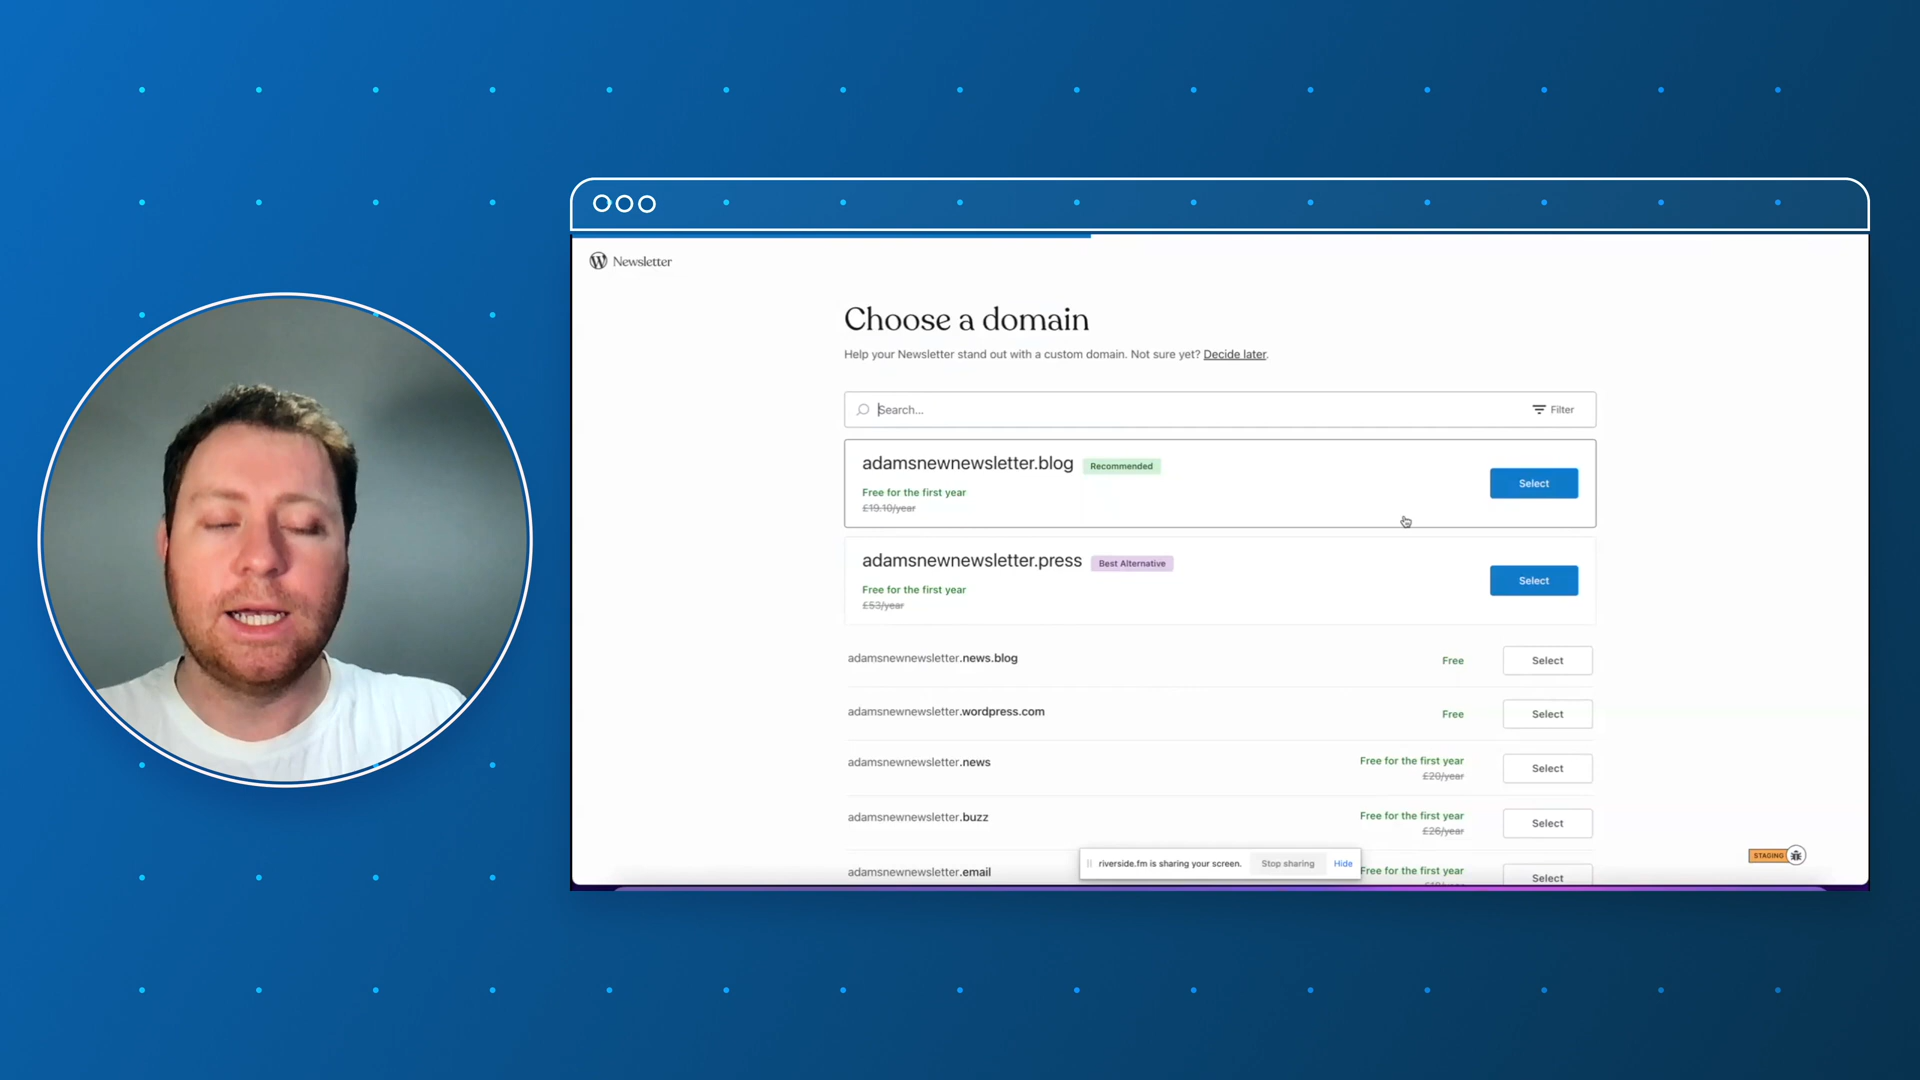 Newsletter
Choose a domain
Help your Newsletter stand out with a custom domain. Not sure yet? Decide later.
Search...
Filter
adamsnewnewsletter.blog Recommended
Free for the first year
£19.10/year
Select
adamsnewnewsletter.press Best Alternative
Free for the first year
£53/year
Select
adamsnewnewsletter.news.blog Free Select
adamsnewnewsletter.wordpress.com Free Select
adamsnewnewsletter.news Free for the first year Select
£20/year
adamsnewnewsletter.buzz Free for the first year Select
£26/year
riverside.fm is sharing your screen. Stop sharing Hide
adamsnewnewsletter.email Free for the first year Select
STAGING